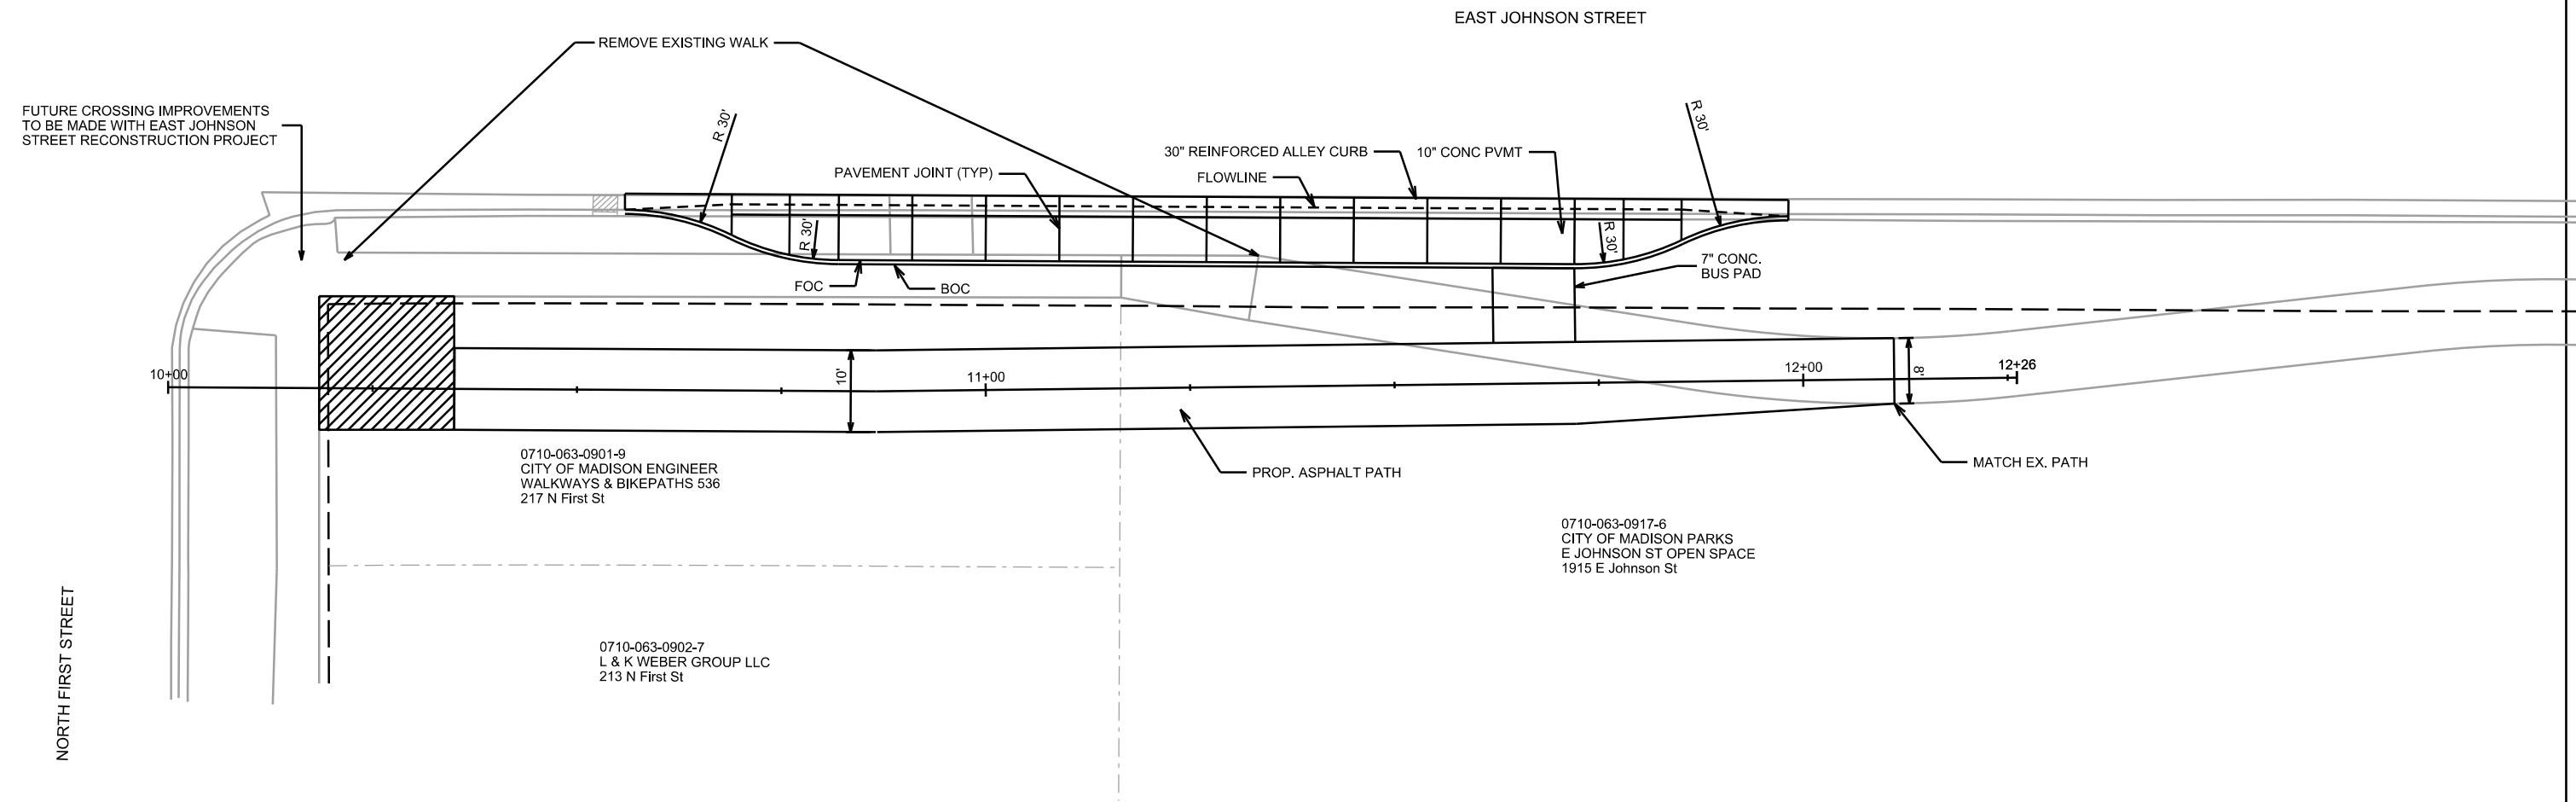 EAST JOHNSON STREET
REMOVE EXISTING WALK
FUTURE CROSSING IMPROVEMENTS
TO BE MADE WITH EAST JOHNSON
STREET RECONSTRUCTION PROJECT
R 30'
R 30'
30" REINFORCED ALLEY CURB
10" CONC PVMT
PAVEMENT JOINT (TYP)
FLOWLINE
R 30'
R 30'
7" CONC.
BUS PAD
FOC
BOC
10+00
10'
11+00
12+00
12+26
8'
0710-063-0901-9
CITY OF MADISON ENGINEER
WALKWAYS & BIKEPATHS 536
217 N First St
PROP. ASPHALT PATH
MATCH EX. PATH
0710-063-0917-6
CITY OF MADISON PARKS
E JOHNSON ST OPEN SPACE
1915 E Johnson St
NORTH FIRST STREET
0710-063-0902-7
L & K WEBER GROUP LLC
213 N First St